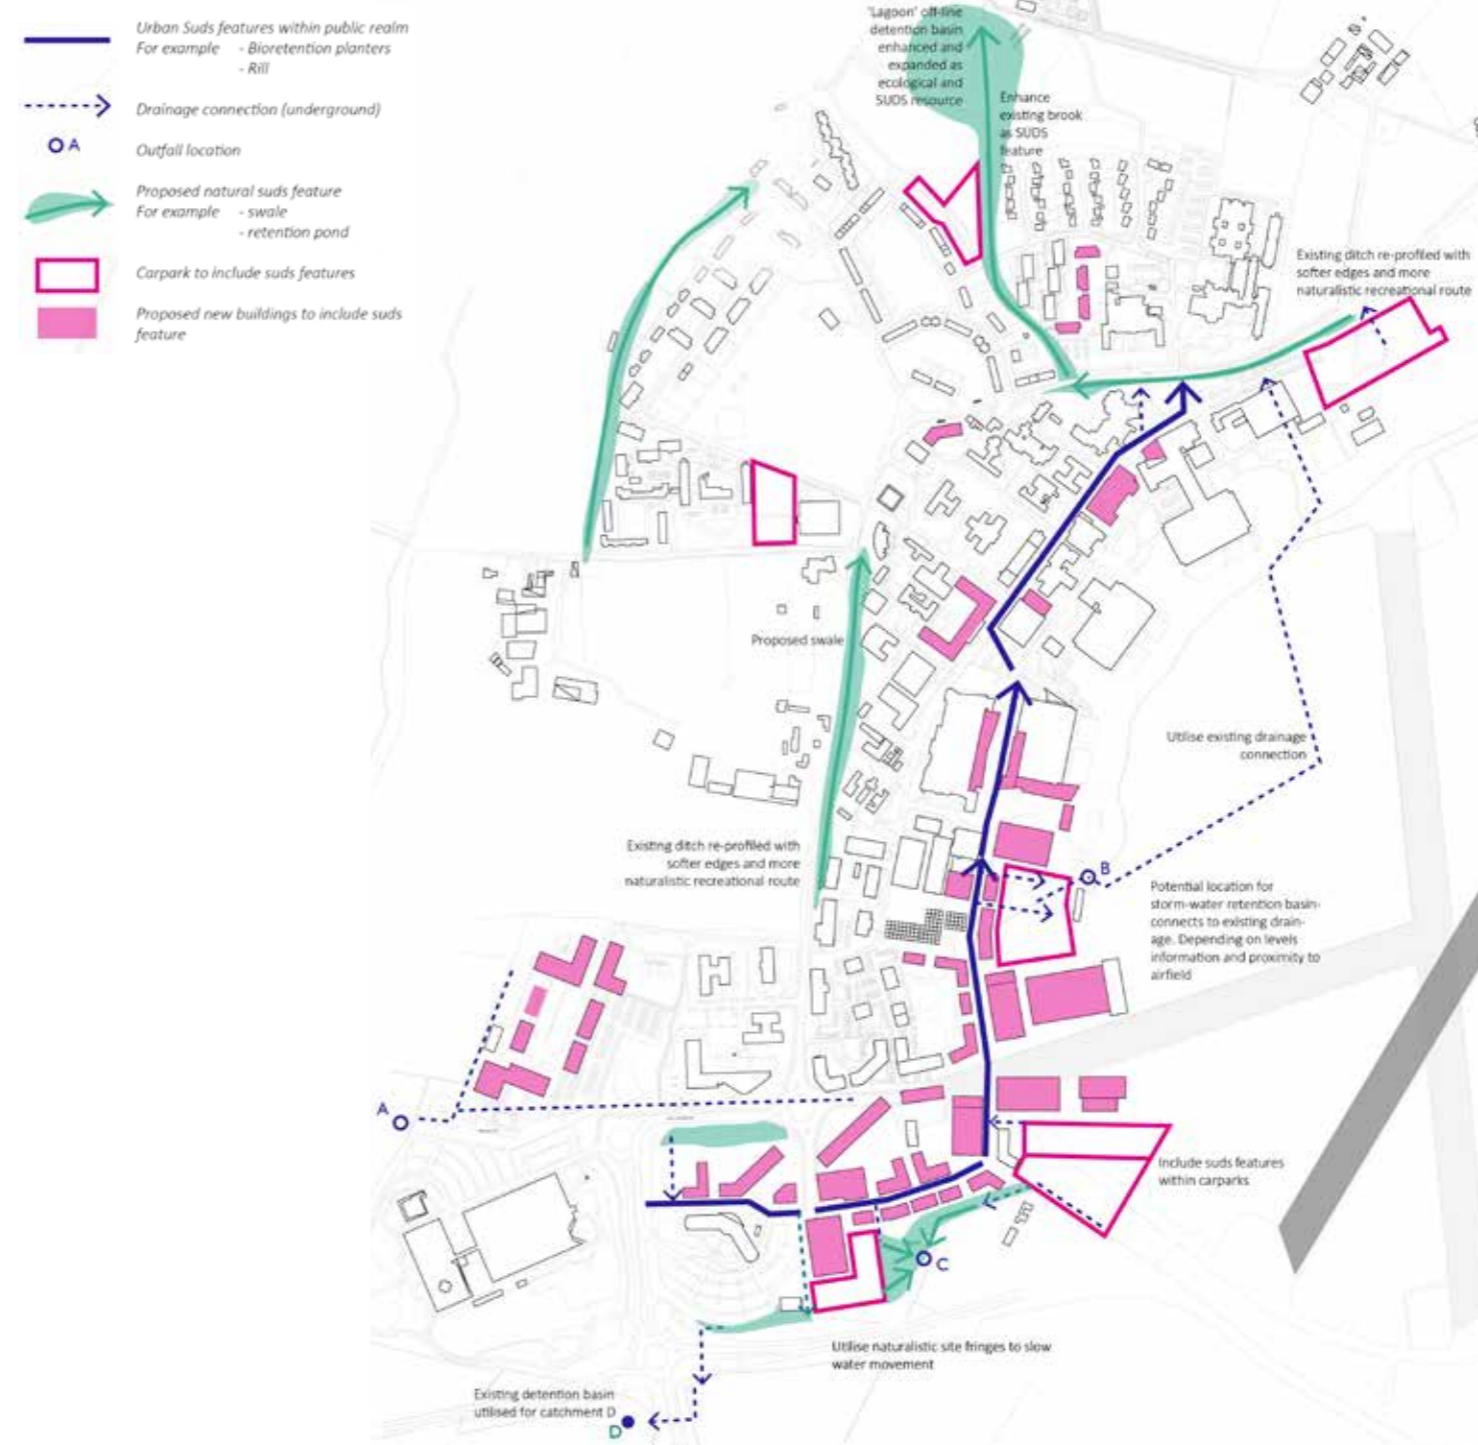 Urban Suds features within public realm
For example - Bioretention planters
- Rill
Drainage connection (underground)
A
Outfall location
Proposed natural suds feature
For example - swale
- retention pond
Carpark to include suds features
Proposed new buildings to include suds
feature
'Lagoon' off-line
detention basin
enhanced and
expanded as
ecological and
SUDS resource
Enhance
existing brook
as SUDS
feature
Existing ditch re-profiled with
softer edges and more
naturalistic recreational route
Proposed swale
Utilise existing drainage
connection
Existing ditch re-profiled with
softer edges and more
naturalistic recreational route
B
Potential location for
storm-water retention basin-
connects to existing drain-
age. Depending on levels
information and proximity to
airfield
A
Include suds features
within carparks
C
Utilise naturalistic site fringes to slow
water movement
Existing detention basin
utilised for catchment D
D